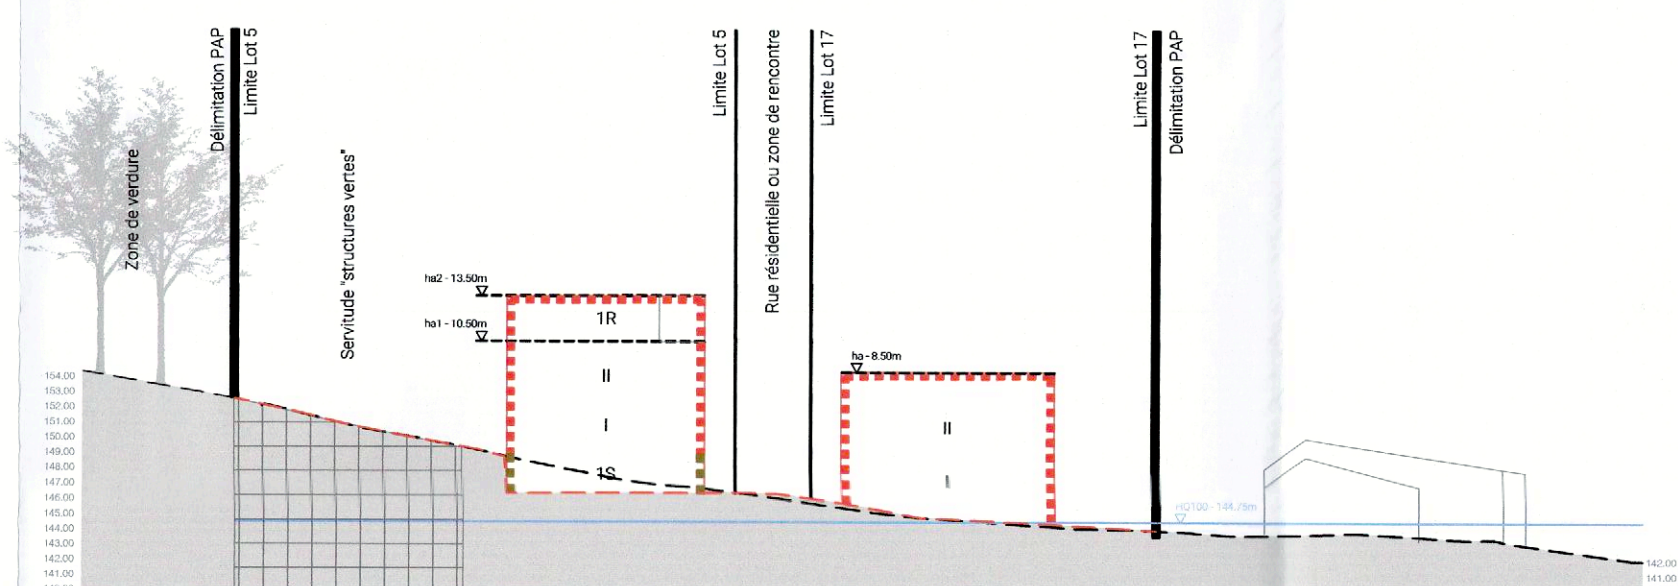 Zone de verdure
Délimitation PAP
Limite Lot 5
Servitude "structures vertes"
Limite Lot 5
Rue résidentielle ou zone de rencontre
Limite Lot 17
Limite Lot 17
Délimitation PAP
ha2 - 13.50m
ha1 - 10.50m
1R
II
I
1S
ha - 8.50m
II
I
HQ100 - 144.75m
154.00
153.00
152.00
151.00
150.00
149.00
148.00
147.00
146.00
145.00
144.00
143.00
142.00
141.00
142.00
141.00